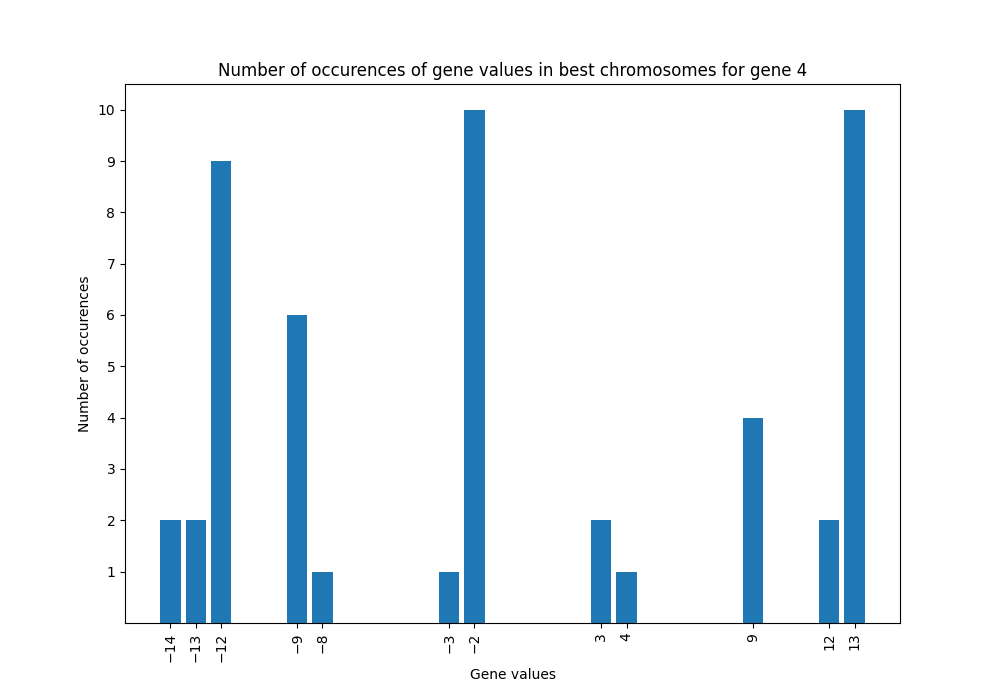 Number of occurences of gene values in best chromosomes for gene 4
10
9
8
7
6
5
4
3
2
1
Number of occurences
−14 −13 −12 −9 −8 −3 −2 3 4 9 12 13
Gene values